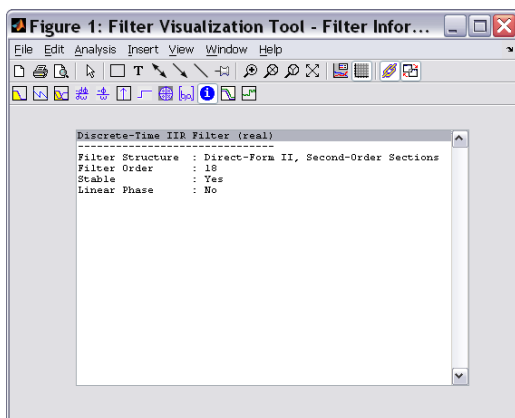 Figure 1: Filter Visualization Tool - Filter Infor...
File Edit Analysis Insert View Window Help
Discrete-Time IIR Filter (real)
-------------------------------
Filter Structure : Direct-Form II, Second-Order Sections
Filter Order : 18
Stable : Yes
Linear Phase : No